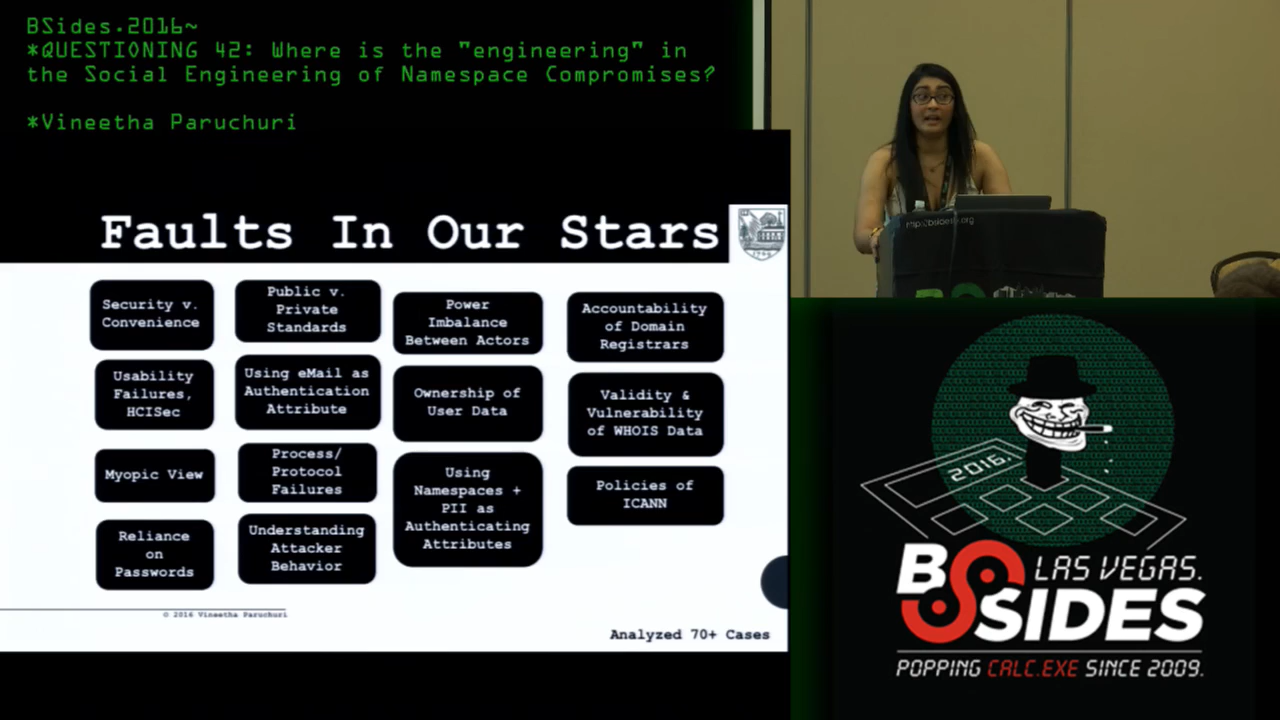 BSides.2016~
*QUESTIONING 42: Where is the "engineering" in
the Social Engineering of Namespace Compromises?
*Vineetha Paruchuri
Faults In Our Stars
Security v.
Convenience
Usability
Failures,
HCISec
Myopic View
Reliance
on
Passwords
Public v.
Private
Standards
Using eMail as
Authentication
Attribute
Process/
Protocol
Failures
Understanding
Attacker
Behavior
Power
Imbalance
Between Actors
Ownership of
User Data
Using
Namespaces +
PII as
Authenticating
Attributes
Accountability
of Domain
Registrars
Validity &
Vulnerability
of WHOIS Data
Policies of
ICANN
© 2016 Vineetha Paruchuri
Analyzed 70+ Cases
2016.
BSIDES
LAS VEGAS.
POPPING CALC.EXE SINCE 2009.